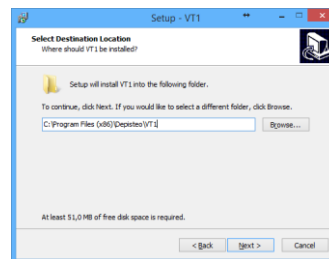 Setup - VT1
Select Destination Location
Where should VT1 be installed?
Setup will install VT1 into the following folder.
To continue, click Next. If you would like to select a different folder, click Browse.
C:\Program Files (x86)\Depisteo\VT1
Browse...
At least 51,0 MB of free disk space is required.
< Back
Next >
Cancel